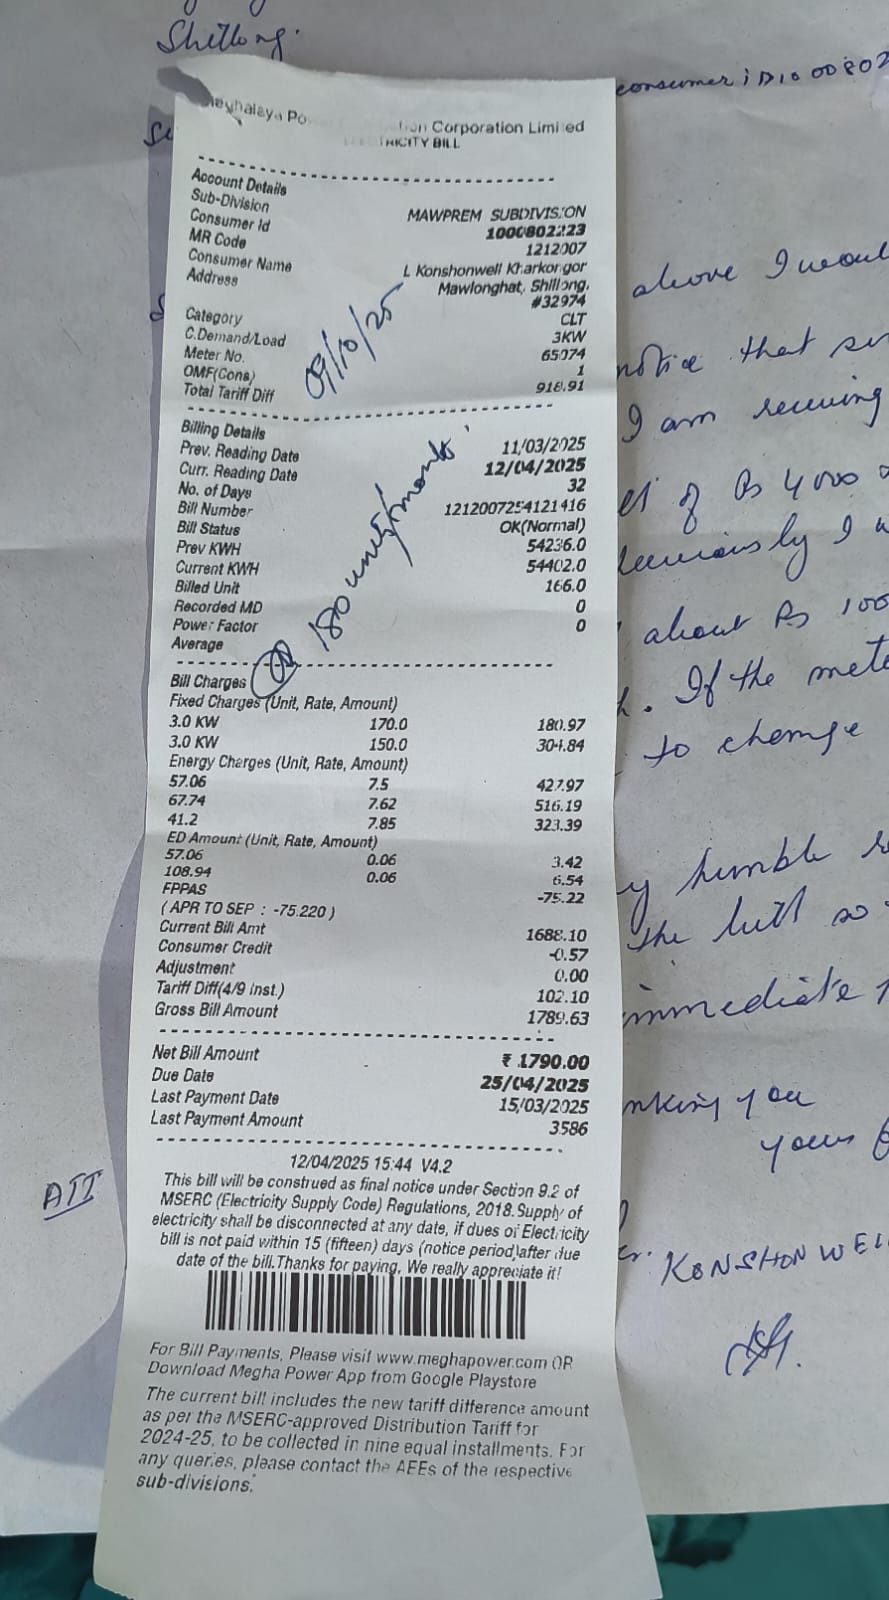 Shillong.
consumer iD 1000802
Meghalaya Po Corporation Limited
ELECTRICITY BILL
Account Details
Sub-Division MAWPREM SUBDIVISION
Consumer Id 1000802223
MR Code 1212007
Consumer Name L Konshonwell Kharkongor
Address Mawlonghat, Shillong,
#32974
Category CLT
C.Demand/Load 3KW
Meter No. 65074
OMF(Cons) 1
Total Tariff Diff 918.91
09/10/25
Billing Details
Prev. Reading Date 11/03/2025
Curr. Reading Date 12/04/2025
No. of Days 32
Bill Number 1212007254121416
Bill Status OK(Normal)
Prev KWH 54236.0
Current KWH 54402.0
Billed Unit 166.0
Recorded MD 0
Power Factor 0
Average
@ 180 units/month.
Bill Charges
Fixed Charges (Unit, Rate, Amount)
3.0 KW 170.0 180.97
3.0 KW 150.0 304.84
Energy Charges (Unit, Rate, Amount)
57.06 7.5 427.97
67.74 7.62 516.19
41.2 7.85 323.39
ED Amount (Unit, Rate, Amount)
57.06 0.06 3.42
108.94 0.06 6.54
FPPAS -75.22
( APR TO SEP : -75.220 )
Current Bill Amt 1688.10
Consumer Credit -0.57
Adjustment 0.00
Tariff Diff(4/9 Inst.) 102.10
Gross Bill Amount 1789.63
Net Bill Amount ₹ 1790.00
Due Date 25/04/2025
Last Payment Date 15/03/2025
Last Payment Amount 3586
12/04/2025 15:44 V4.2
This bill will be construed as final notice under Section 9.2 of
MSERC (Electricity Supply Code) Regulations, 2018.Supply of
electricity shall be disconnected at any date, if dues of Electricity
bill is not paid within 15 (fifteen) days (notice period)after due
date of the bill.Thanks for paying. We really appreciate it!
For Bill Payments, Please visit www.meghapower.com OR
Download Megha Power App from Google Playstore
The current bill includes the new tariff difference amount
as per the MSERC-approved Distribution Tariff for
2024-25, to be collected in nine equal installments. For
any queries, please contact the AEEs of the respective
sub-divisions.
above I woul
notice that
I am receiving
of Rs 4000
I w
about Rs 100
. If the mete
to change
humble
the bill so
immediate
nking you
yours
ATT
KONSHONWEL